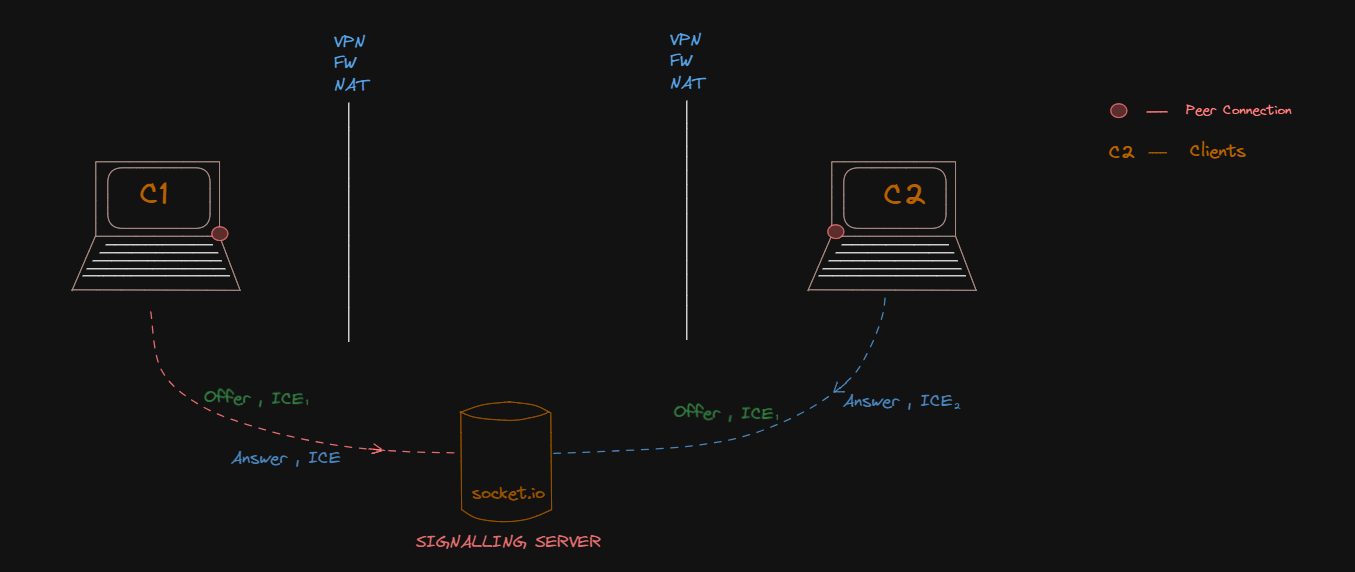 VPN
FW
NAT
VPN
FW
NAT
— Peer Connection
C2 — Clients
C1
C2
Offer , ICE₁
Answer , ICE
Offer , ICE₁
Answer , ICE₂
socket.io
SIGNALLING SERVER